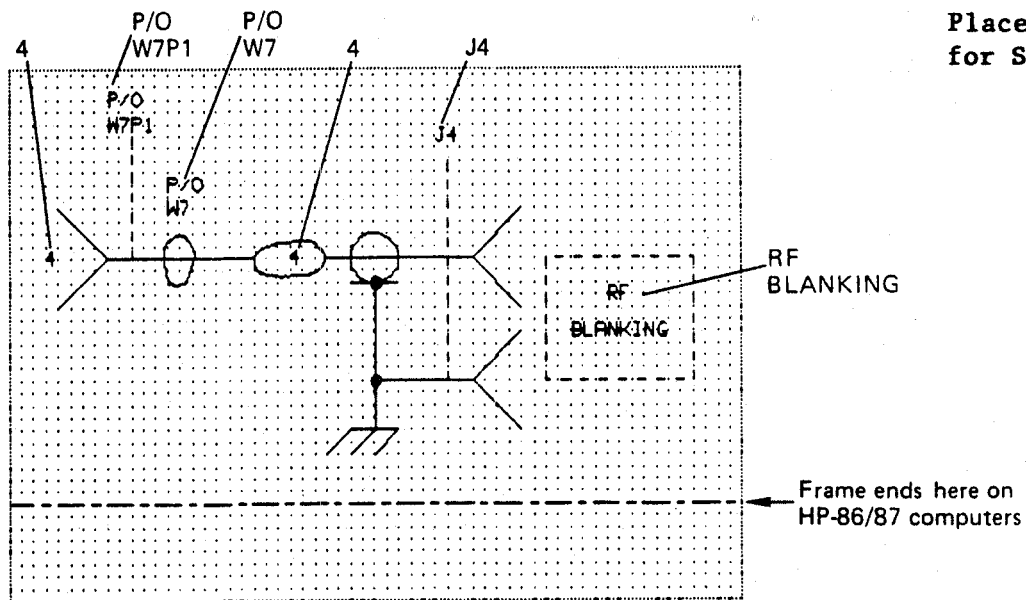 Place
for S
P/O
W7P1
P/O
W7
4
4
J4
P/O
W7P1
J4
P/O
W7
4
4
RF
BLANKING
RF
BLANKING
Frame ends here on
HP-86/87 computers